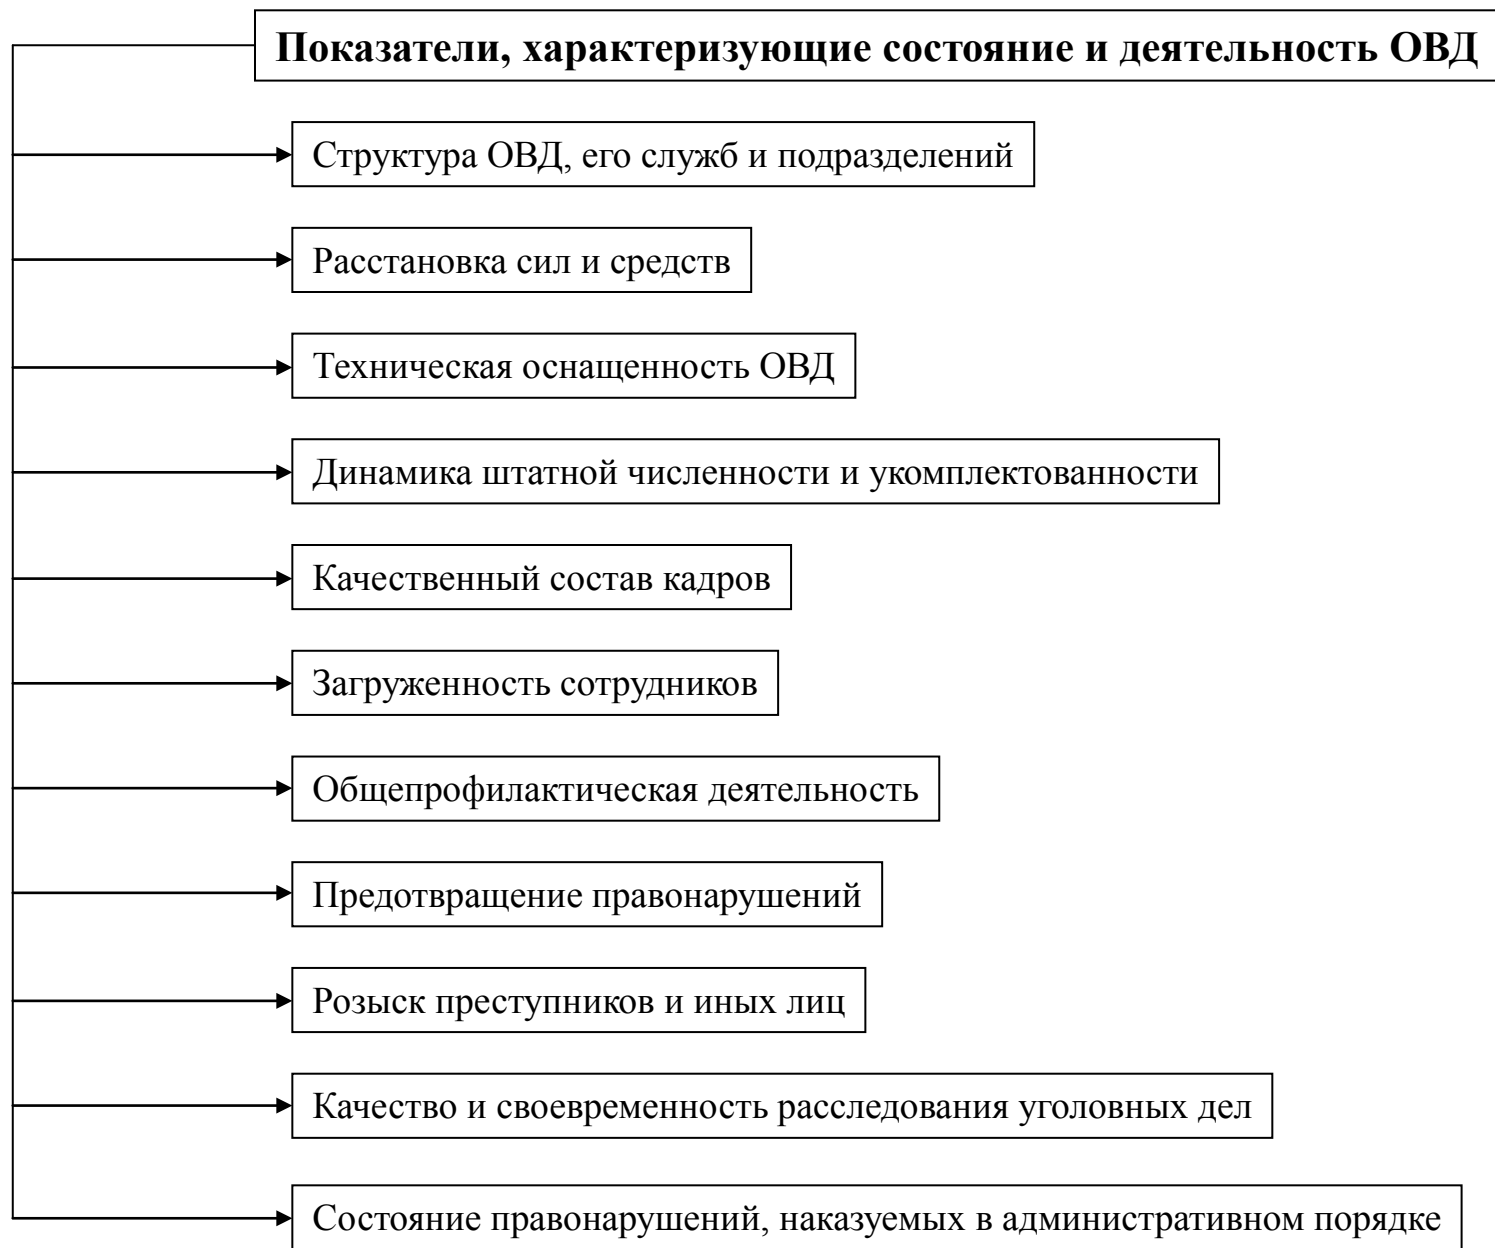 Показатели, характеризующие состояние и деятельность ОВД
Структура ОВД, его служб и подразделений
Расстановка сил и средств
Техническая оснащенность ОВД
Динамика штатной численности и укомплектованности
Качественный состав кадров
Загруженность сотрудников
Общепрофилактическая деятельность
Предотвращение правонарушений
Розыск преступников и иных лиц
Качество и своевременность расследования уголовных дел
Состояние правонарушений, наказуемых в административном порядке